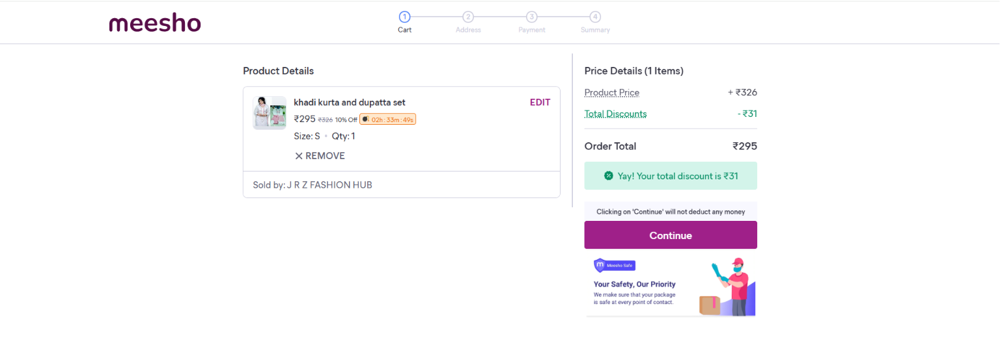 meesho
1 2 3 4
Cart Address Payment Summary
Product Details
khadi kurta and dupatta set EDIT
₹295 ₹326 10% Off 02h : 33m : 49s
Size: S • Qty: 1
REMOVE
Sold by: J R Z FASHION HUB
Price Details (1 Items)
Product Price + ₹326
Total Discounts - ₹31
Order Total ₹295
Yay! Your total discount is ₹31
Clicking on 'Continue' will not deduct any money
Continue
m Meesho Safe
Your Safety, Our Priority
We make sure that your package
is safe at every point of contact.